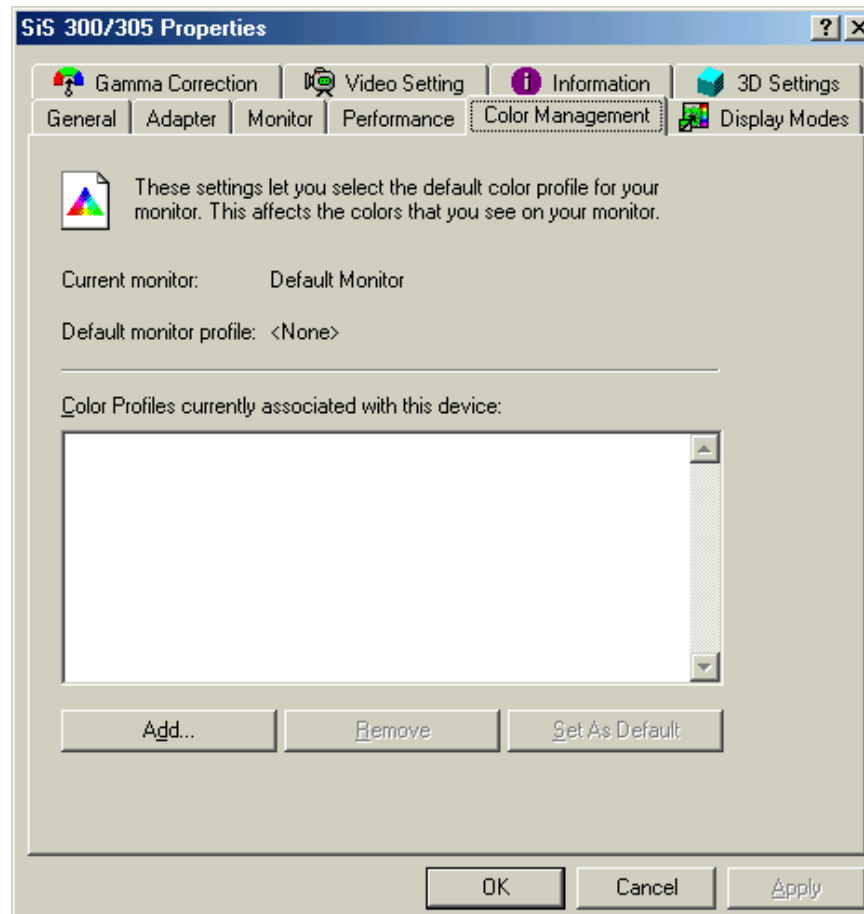 SiS 300/305 Properties
Gamma Correction Video Setting Information 3D Settings
General Adapter Monitor Performance Color Management Display Modes
These settings let you select the default color profile for your
monitor. This affects the colors that you see on your monitor.
Current monitor: Default Monitor
Default monitor profile: <None>
Color Profiles currently associated with this device:
Add... Remove Set As Default
OK Cancel Apply